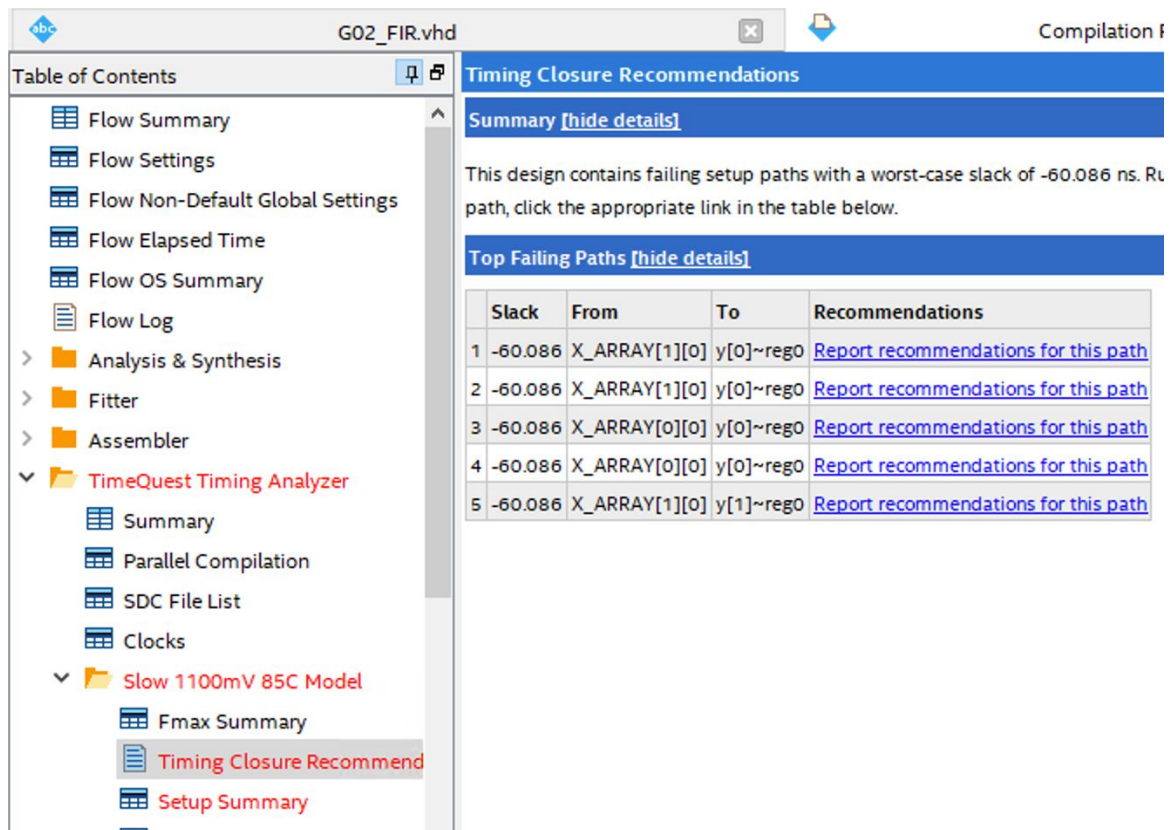 abc
G02_FIR.vhd
Compilation
Table of Contents
Flow Summary
Flow Settings
Flow Non-Default Global Settings
Flow Elapsed Time
Flow OS Summary
Flow Log
Analysis & Synthesis
Fitter
Assembler
TimeQuest Timing Analyzer
Summary
Parallel Compilation
SDC File List
Clocks
Slow 1100mV 85C Model
Fmax Summary
Timing Closure Recommend
Setup Summary
Timing Closure Recommendations
Summary [hide details]
This design contains failing setup paths with a worst-case slack of -60.086 ns.
path, click the appropriate link in the table below.
Top Failing Paths [hide details]
Slack From To Recommendations
1 -60.086 X_ARRAY[1][0] y[0]~reg0 Report recommendations for this path
2 -60.086 X_ARRAY[1][0] y[0]~reg0 Report recommendations for this path
3 -60.086 X_ARRAY[0][0] y[0]~reg0 Report recommendations for this path
4 -60.086 X_ARRAY[0][0] y[0]~reg0 Report recommendations for this path
5 -60.086 X_ARRAY[1][0] y[1]~reg0 Report recommendations for this path